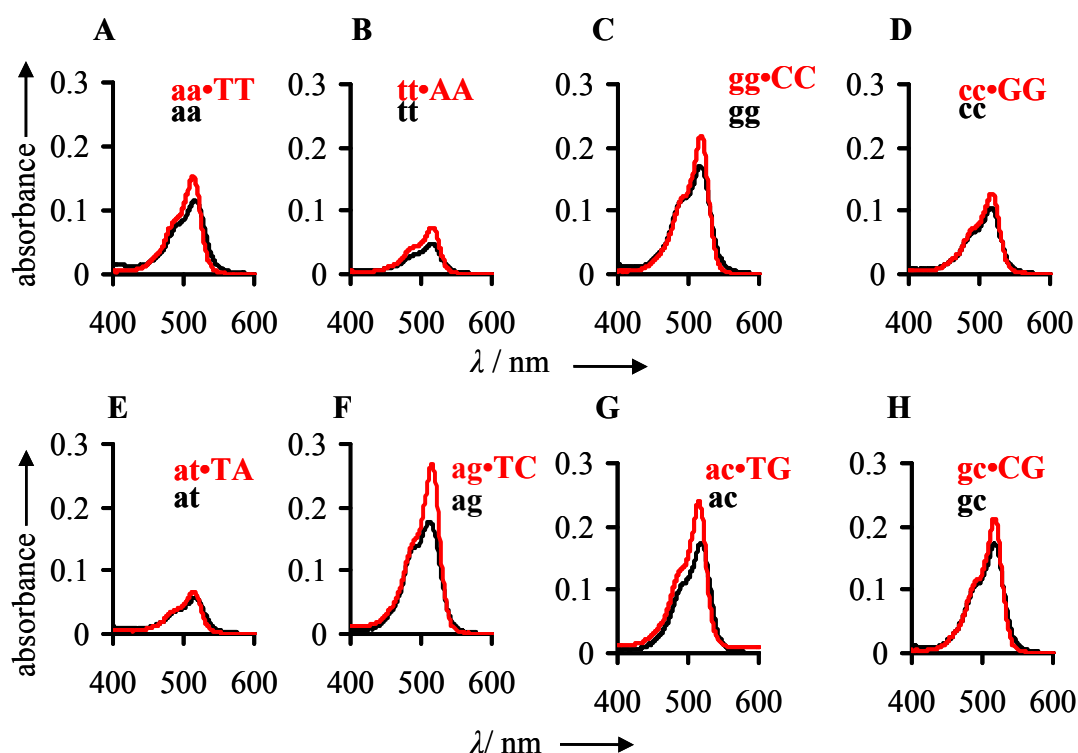 A B C D
absorbance
0.3 0.2 0.1 0
aa•TT
aa
400 500 600
0.3 0.2 0.1 0
tt•AA
tt
400 500 600
0.3 0.2 0.1 0
gg•CC
gg
400 500 600
0.3 0.2 0.1 0
cc•GG
cc
400 500 600
λ / nm
E F G H
absorbance
0.3 0.2 0.1 0
at•TA
at
400 500 600
0.3 0.2 0.1 0
ag•TC
ag
400 500 600
0.3 0.2 0.1 0
ac•TG
ac
400 500 600
0.3 0.2 0.1 0
gc•CG
gc
400 500 600
λ / nm